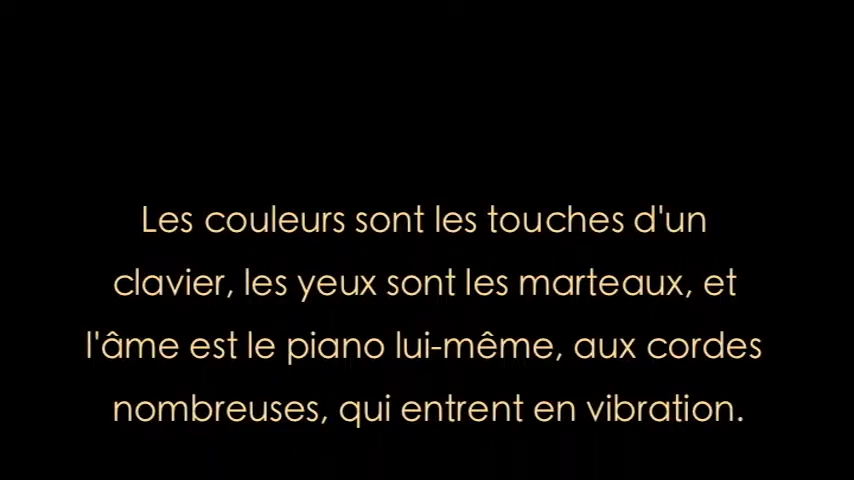 Les couleurs sont les touches d'un
clavier, les yeux sont les marteaux, et
l'âme est le piano lui-même, aux cordes
nombreuses, qui entrent en vibration.